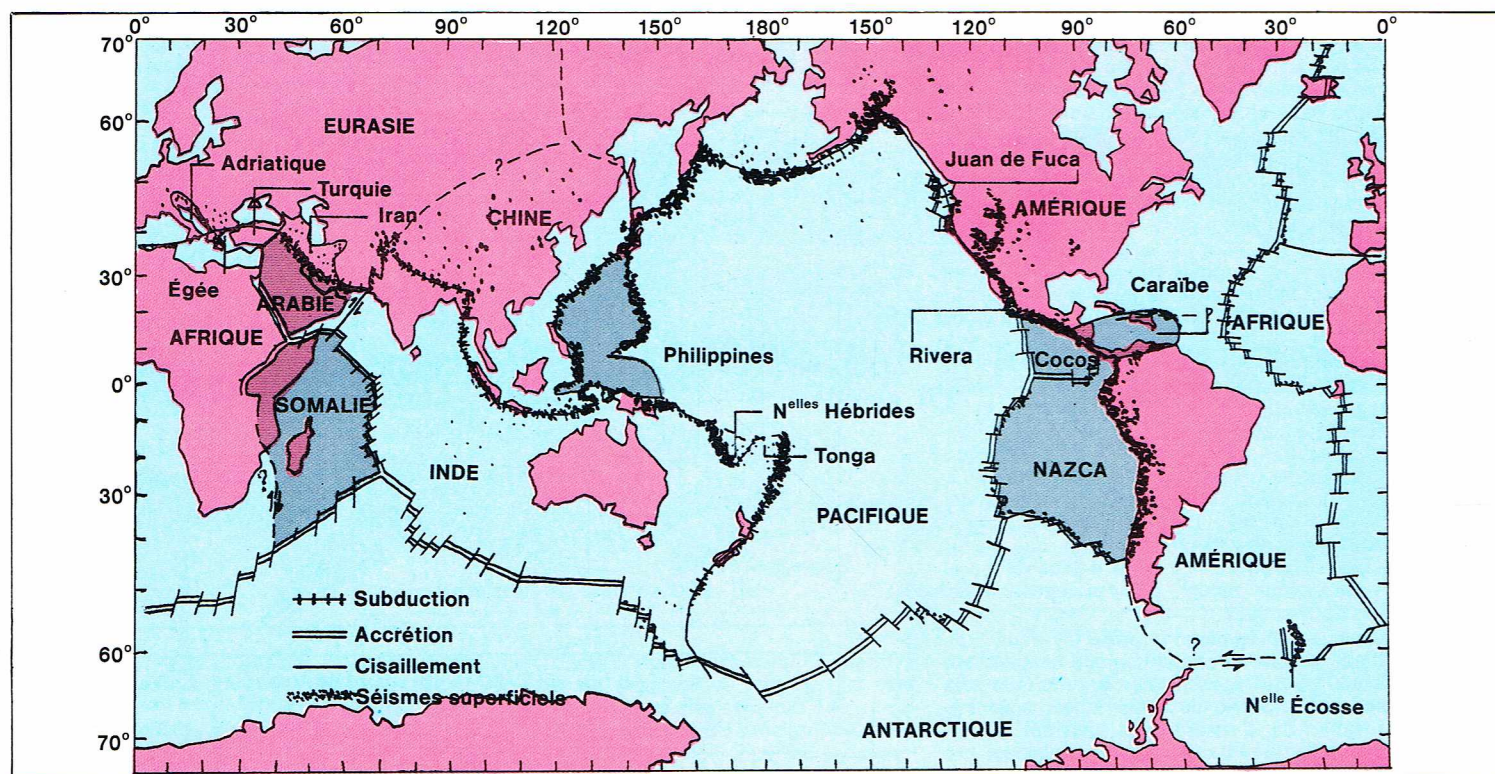 0° 30° 60° 90° 120° 150° 180° 150° 120° 90° 60° 30° 0°
70°
60°
30°
0°
30°
60°
70°
EURASIE
Adriatique
Turquie
Iran
CHINE
Juan de Fuca
AMÉRIQUE
Égée
ARABIE
Caraïbe
?
AFRIQUE
AFRIQUE
Philippines
Rivera
Cocos
SOMALIE
Nelles Hébrides
Tonga
?
INDE
NAZCA
PACIFIQUE
AMÉRIQUE
?
?
Subduction
Accrétion
Cisaillement
Séismes superficiels
Nelle Écosse
ANTARCTIQUE